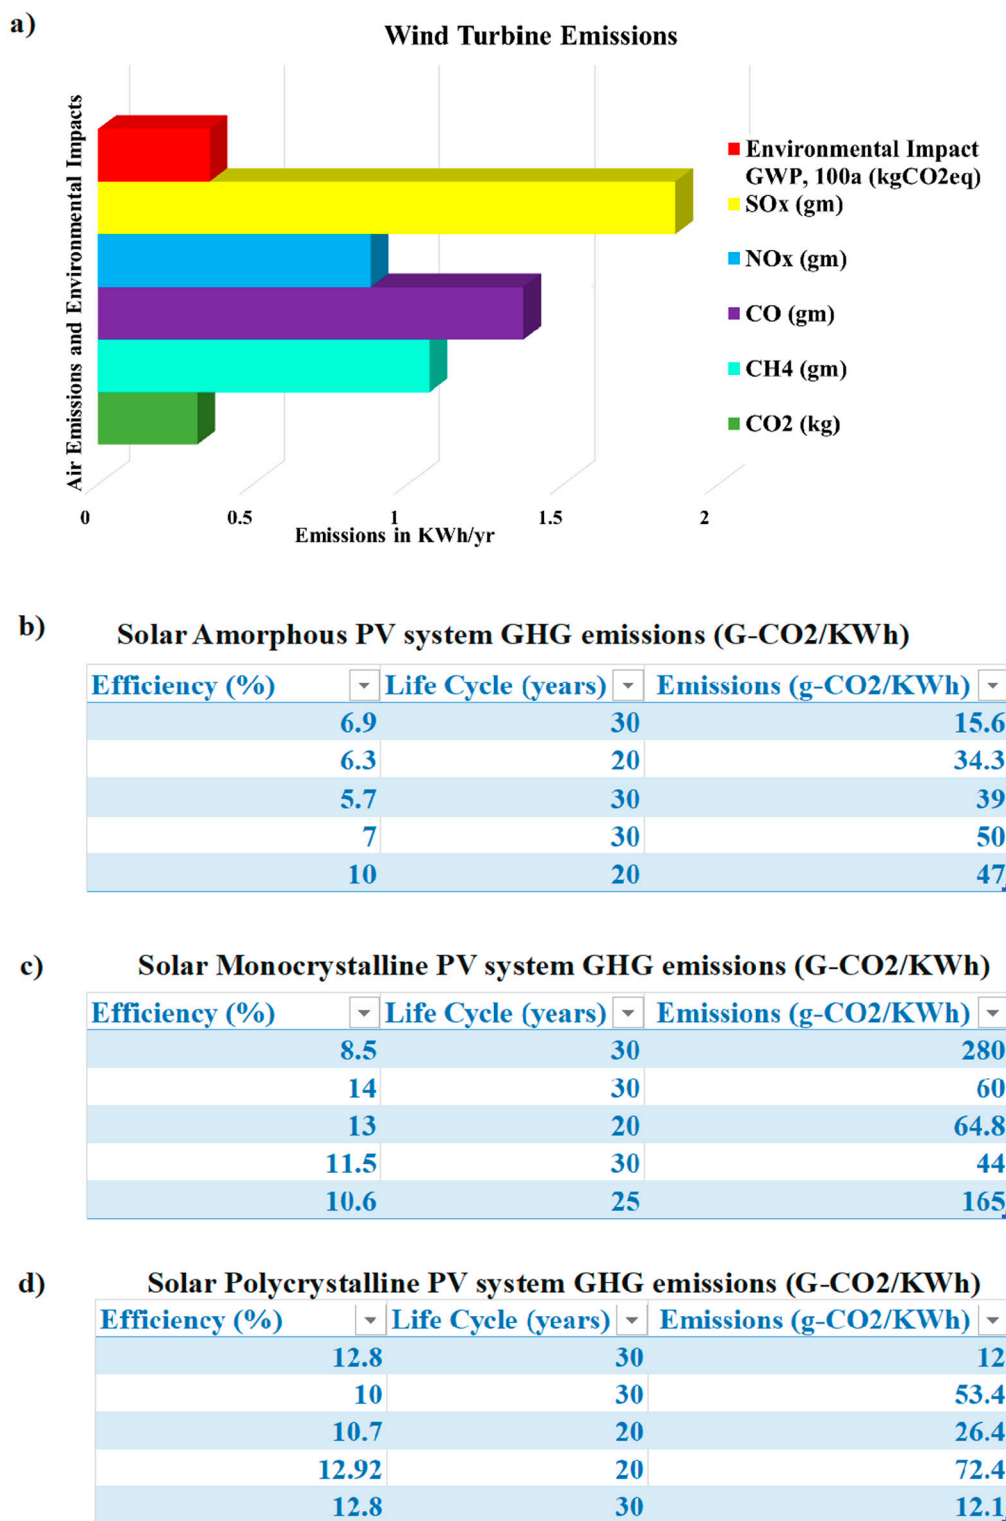 a)
Wind Turbine Emissions
Air Emissions and Environmental Impacts
Environmental Impact
GWP, 100a (kgCO2eq)
SOx (gm)
NOx (gm)
CO (gm)
CH4 (gm)
CO2 (kg)
0 0.5 1 1.5 2
Emissions in KWh/yr
b)
Solar Amorphous PV system GHG emissions (G-CO2/KWh)
Efficiency (%) Life Cycle (years) Emissions (g-CO2/KWh)
6.9 30 15.6
6.3 20 34.3
5.7 30 39
7 30 50
10 20 47
c)
Solar Monocrystalline PV system GHG emissions (G-CO2/KWh)
Efficiency (%) Life Cycle (years) Emissions (g-CO2/KWh)
8.5 30 280
14 30 60
13 20 64.8
11.5 30 44
10.6 25 165
d)
Solar Polycrystalline PV system GHG emissions (G-CO2/KWh)
Efficiency (%) Life Cycle (years) Emissions (g-CO2/KWh)
12.8 30 12
10 30 53.4
10.7 20 26.4
12.92 20 72.4
12.8 30 12.1